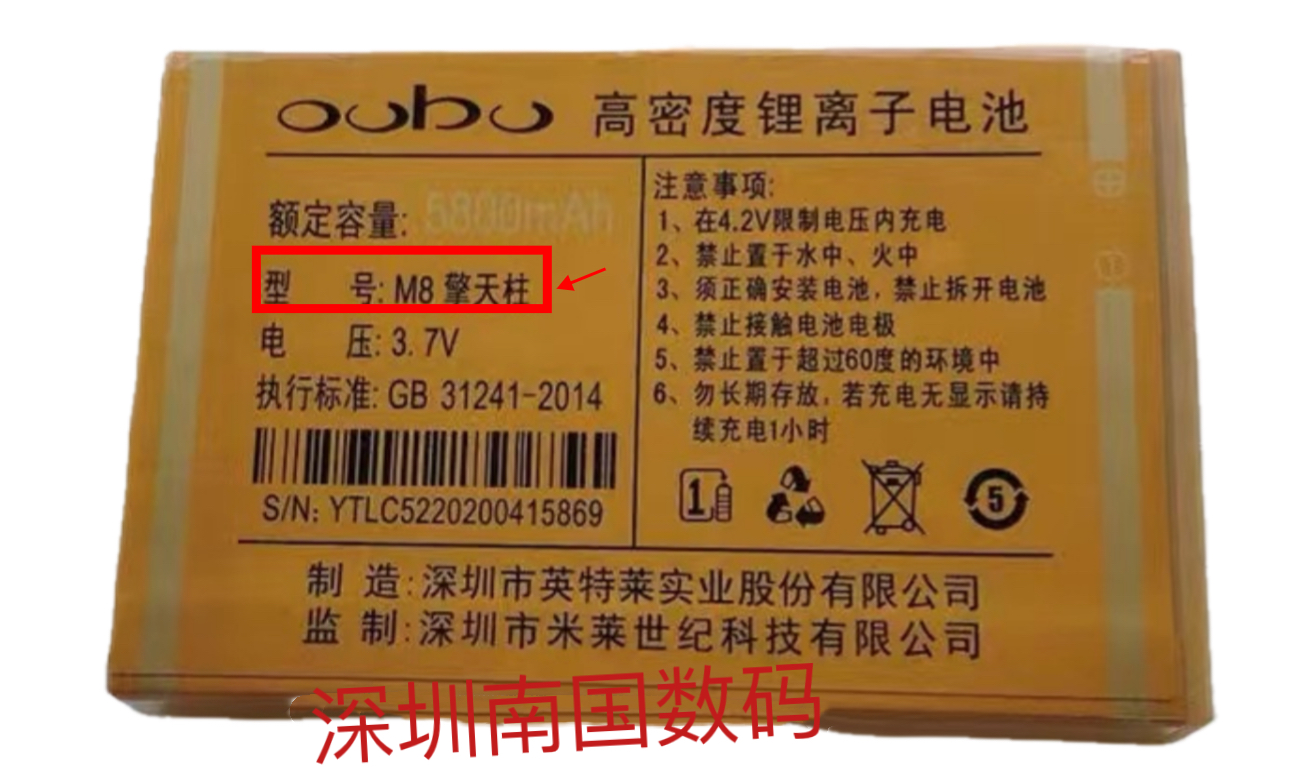 oubu 高密度锂离子电池
额定容量: 5800mAh
型 号: M8 擎天柱
电 压: 3.7V
执行标准: GB 31241-2014
S/N: YTLC5220200415869
注意事项:
1、在4.2V限制电压内充电
2、禁止置于水中、火中
3、须正确安装电池，禁止拆开电池
4、禁止接触电池电极
5、禁止置于超过60度的环境中
6、勿长期存放，若充电无显示请持
续充电1小时
1
5
制 造: 深圳市英特莱实业股份有限公司
监 制: 深圳市米莱世纪科技有限公司
深圳南国数码